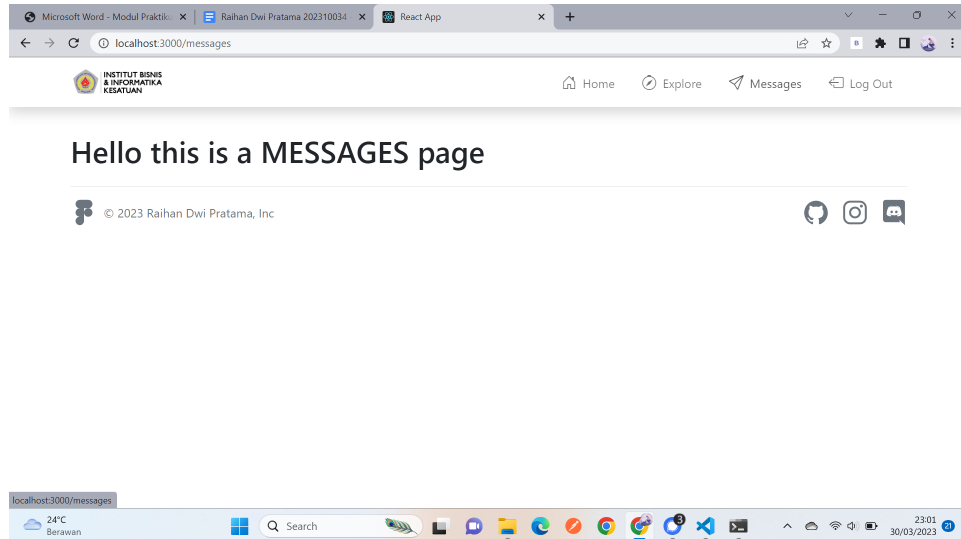 Microsoft Word - Modul Praktiku
Raihan Dwi Pratama 202310034
React App
localhost:3000/messages
INSTITUT BISNIS
& INFORMATIKA
KESATUAN
Home
Explore
Messages
Log Out
Hello this is a MESSAGES page
© 2023 Raihan Dwi Pratama, Inc
localhost:3000/messages
24°C
Berawan
Search
3
23:01
30/03/2023
21